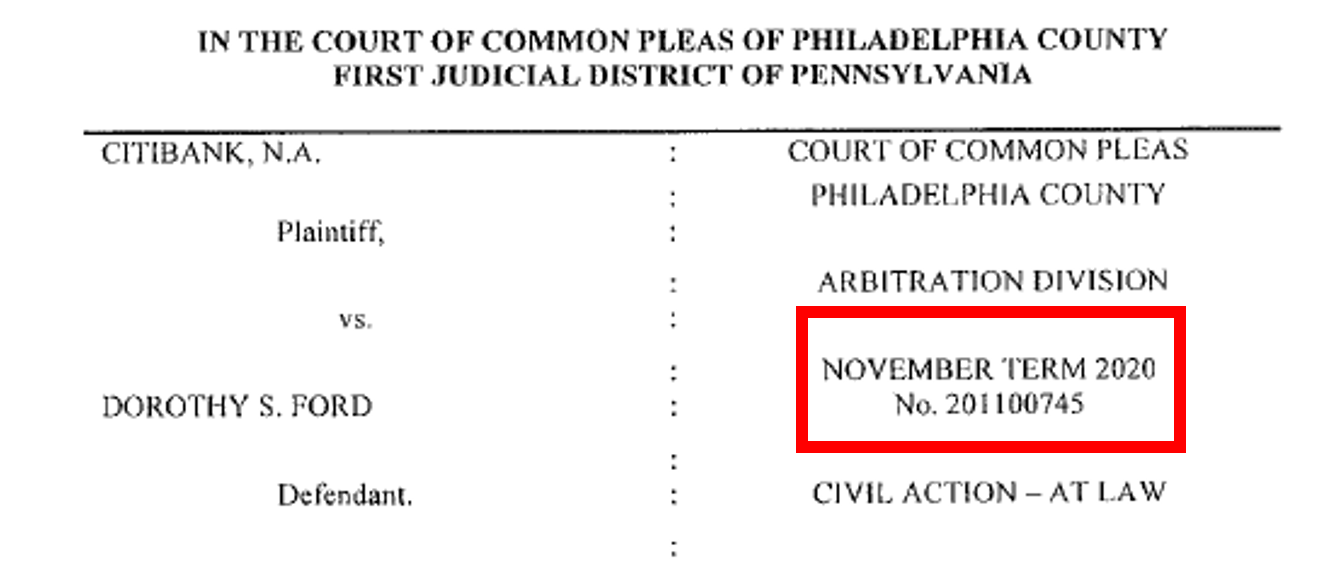 IN THE COURT OF COMMON PLEAS OF PHILADELPHIA COUNTY
FIRST JUDICIAL DISTRICT OF PENNSYLVANIA
CITIBANK, N.A. : COURT OF COMMON PLEAS
: PHILADELPHIA COUNTY
Plaintiff, :
: ARBITRATION DIVISION
vs. :
: NOVEMBER TERM 2020
DOROTHY S. FORD : No. 201100745
:
Defendant. : CIVIL ACTION – AT LAW
: